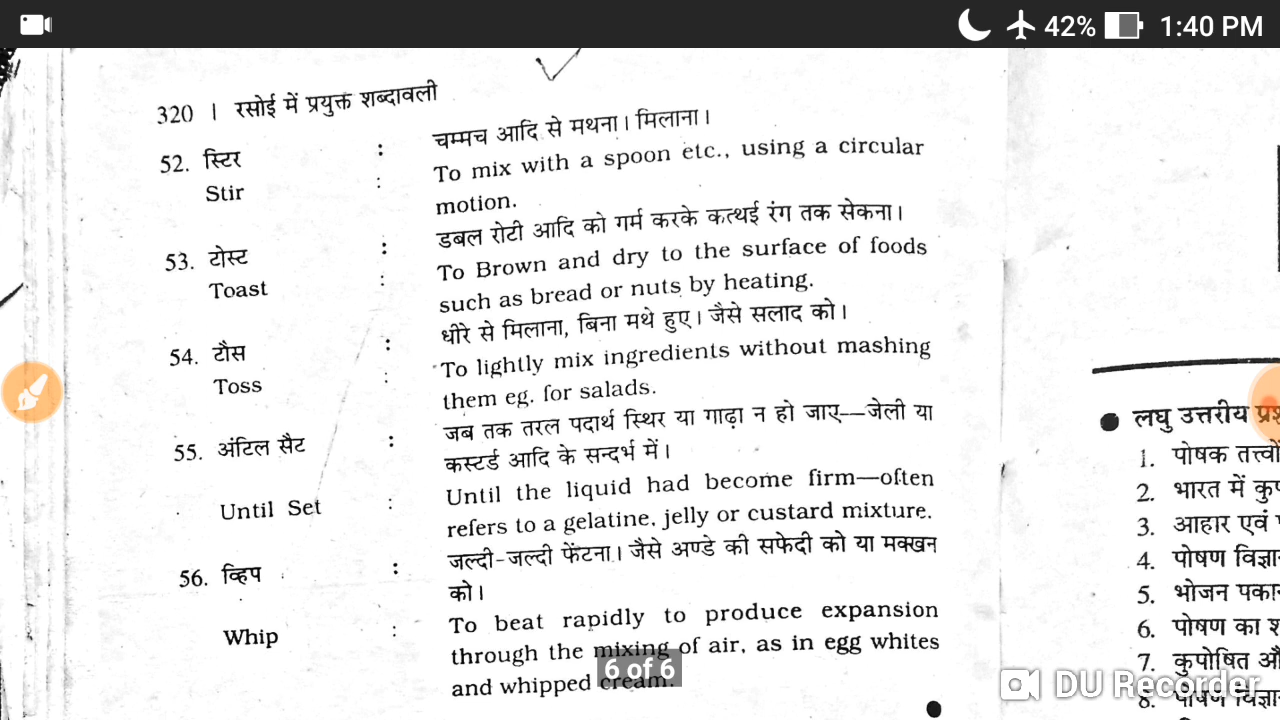 42% 1:40 PM
320 | रसोई में प्रयुक्त शब्दावली
चम्मच आदि से मथना। मिलाना।
52. स्टिर :
Stir : To mix with a spoon etc., using a circular
motion.
डबल रोटी आदि को गर्म करके कत्थई रंग तक सेकना।
53. टोस्ट :
Toast : To Brown and dry to the surface of foods
such as bread or nuts by heating.
धीरे से मिलाना, बिना मथे हुए। जैसे सलाद को।
54. टौस :
Toss : To lightly mix ingredients without mashing
them eg. for salads.
जब तक तरल पदार्थ स्थिर या गाढ़ा न हो जाए—जेली या
55. अंटिल सैट :
कस्टर्ड आदि के सन्दर्भ में।
Until Set : Until the liquid had become firm—often
refers to a gelatine, jelly or custard mixture.
जल्दी-जल्दी फेंटना। जैसे अण्डे की सफेदी को या मक्खन
56. व्हिप :
को।
Whip : To beat rapidly to produce expansion
through the mixing of air, as in egg whites
and whipped cream.
6 of 6
लघु उत्तरीय
1. पोषक तत्त्वों
2. भारत में
3. आहार एवं
4. पोषण
5. भोजन
6. पोषण का
7. कुपोषित
8. पोषण
DU Recorder